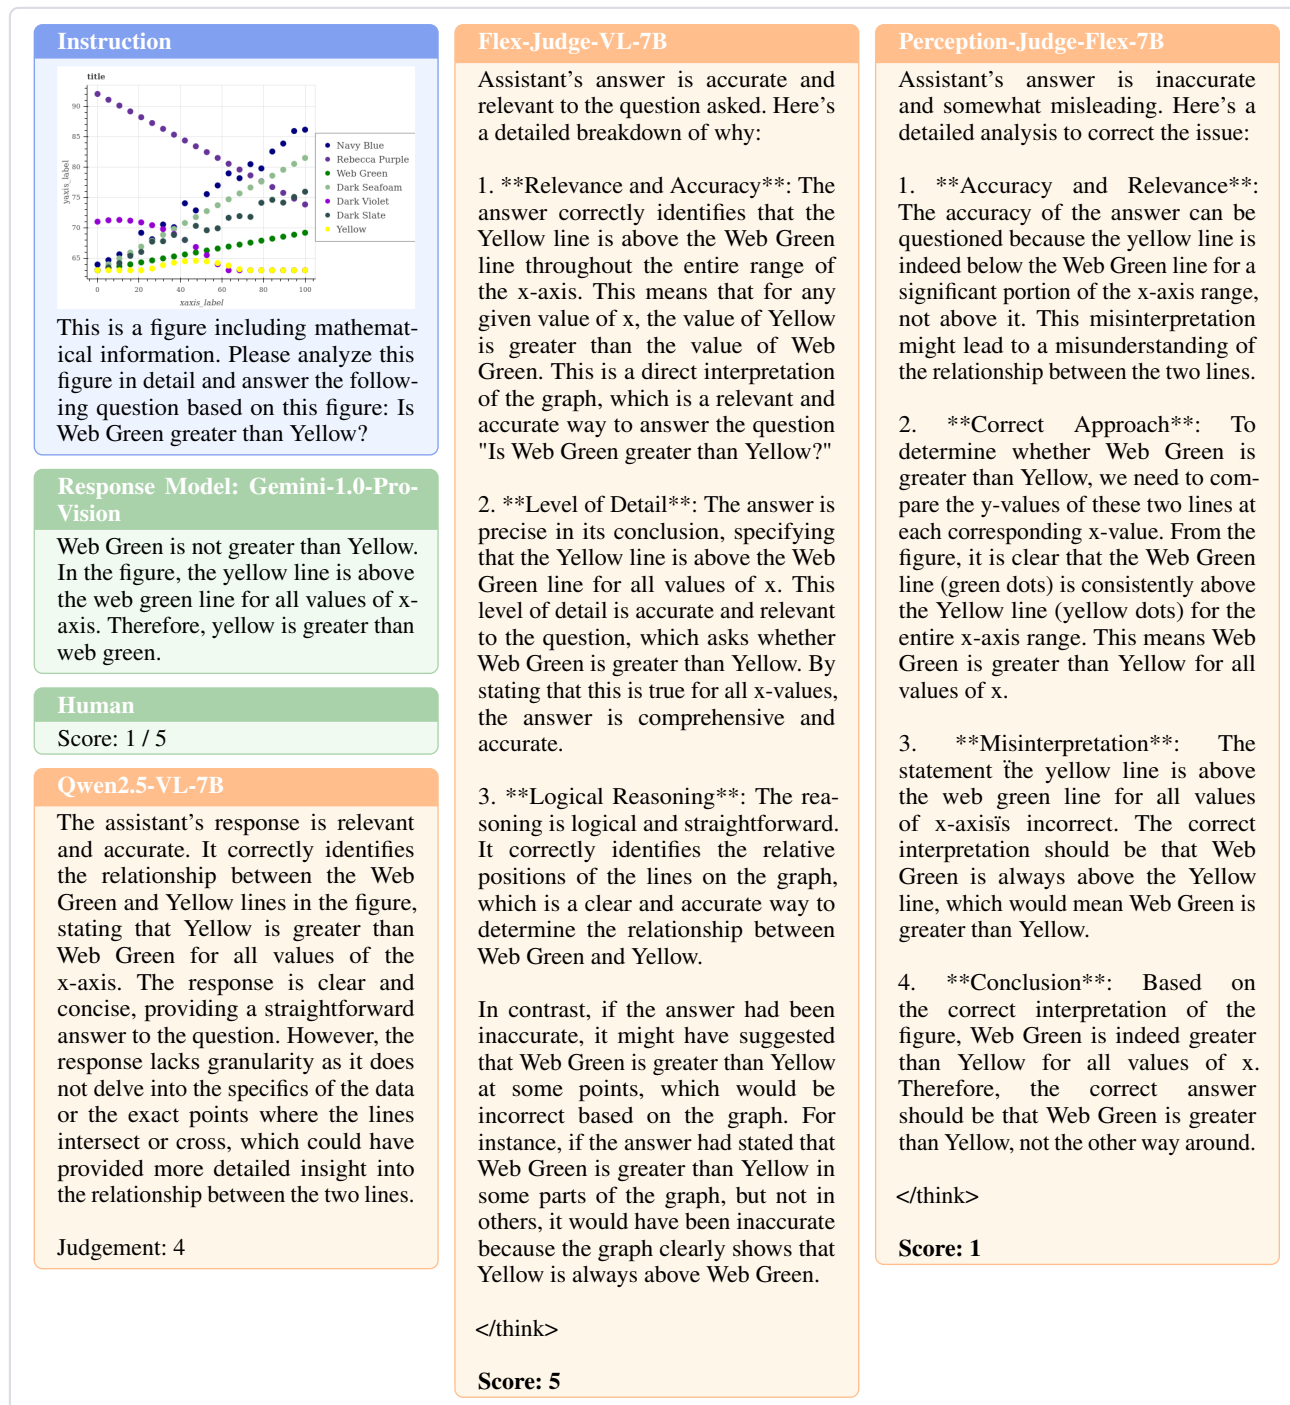 Instruction
title
90
85
80
75
70
65
yaxis_label
0
20
40
60
80
100
xaxis_label
Navy Blue
Rebecca Purple
Web Green
Dark Seafoam
Dark Violet
Dark Slate
Yellow
This is a figure including mathemat-
ical information. Please analyze this
figure in detail and answer the follow-
ing question based on this figure: Is
Web Green greater than Yellow?
Response Model: Gemini-1.0-Pro-
Vision
Web Green is not greater than Yellow.
In the figure, the yellow line is above
the web green line for all values of x-
axis. Therefore, yellow is greater than
web green.
Human
Score: 1 / 5
Qwen2.5-VL-7B
The assistant's response is relevant
and accurate. It correctly identifies
the relationship between the Web
Green and Yellow lines in the figure,
stating that Yellow is greater than
Web Green for all values of the
x-axis. The response is clear and
concise, providing a straightforward
answer to the question. However, the
response lacks granularity as it does
not delve into the specifics of the data
or the exact points where the lines
intersect or cross, which could have
provided more detailed insight into
the relationship between the two lines.
Judgement: 4
Flex-Judge-VL-7B
Assistant's answer is accurate and
relevant to the question asked. Here's
a detailed breakdown of why:
1. **Relevance and Accuracy**: The
answer correctly identifies that the
Yellow line is above the Web Green
line throughout the entire range of
the x-axis. This means that for any
given value of x, the value of Yellow
is greater than the value of Web
Green. This is a direct interpretation
of the graph, which is a relevant and
accurate way to answer the question
"Is Web Green greater than Yellow?"
2. **Level of Detail**: The answer is
precise in its conclusion, specifying
that the Yellow line is above the Web
Green line for all values of x. This
level of detail is accurate and relevant
to the question, which asks whether
Web Green is greater than Yellow. By
stating that this is true for all x-values,
the answer is comprehensive and
accurate.
3. **Logical Reasoning**: The rea-
soning is logical and straightforward.
It correctly identifies the relative
positions of the lines on the graph,
which is a clear and accurate way to
determine the relationship between
Web Green and Yellow.
In contrast, if the answer had been
inaccurate, it might have suggested
that Web Green is greater than Yellow
at some points, which would be
incorrect based on the graph. For
instance, if the answer had stated that
Web Green is greater than Yellow in
some parts of the graph, but not in
others, it would have been inaccurate
because the graph clearly shows that
Yellow is always above Web Green.
</think>
Score: 5
Perception-Judge-Flex-7B
Assistant's answer is inaccurate
and somewhat misleading. Here's a
detailed analysis to correct the issue:
1. **Accuracy and Relevance**:
The accuracy of the answer can be
questioned because the yellow line is
indeed below the Web Green line for a
significant portion of the x-axis range,
not above it. This misinterpretation
might lead to a misunderstanding of
the relationship between the two lines.
2. **Correct Approach**: To
determine whether Web Green is
greater than Yellow, we need to com-
pare the y-values of these two lines at
each corresponding x-value. From the
figure, it is clear that the Web Green
line (green dots) is consistently above
the Yellow line (yellow dots) for the
entire x-axis range. This means Web
Green is greater than Yellow for all
values of x.
3. **Misinterpretation**: The
statement ẗhe yellow line is above
the web green line for all values
of x-axisïs incorrect. The correct
interpretation should be that Web
Green is always above the Yellow
line, which would mean Web Green is
greater than Yellow.
4. **Conclusion**: Based on
the correct interpretation of the
figure, Web Green is indeed greater
than Yellow for all values of x.
Therefore, the correct answer
should be that Web Green is greater
than Yellow, not the other way around.
</think>
Score: 1